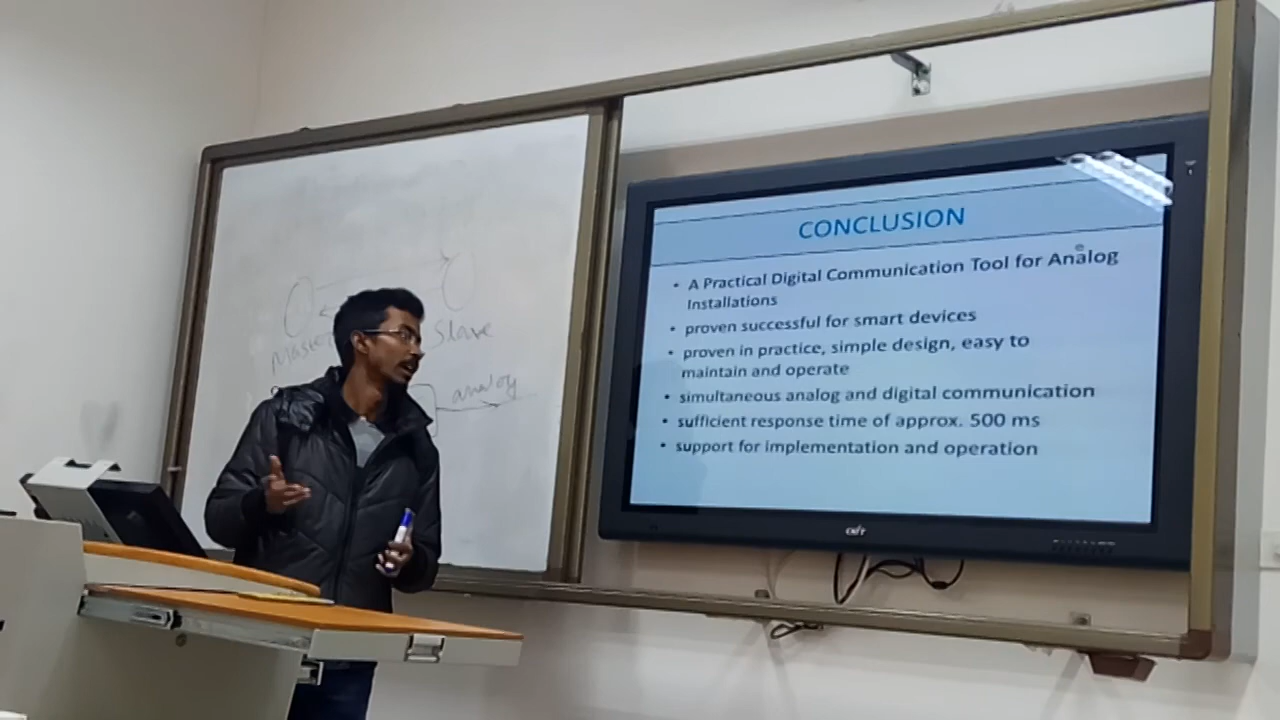 Master
Slave
analog
CONCLUSION
• A Practical Digital Communication Tool for Analog
Installations
• proven successful for smart devices
• proven in practice, simple design, easy to
maintain and operate
• simultaneous analog and digital communication
• sufficient response time of approx. 500 ms
• support for implementation and operation